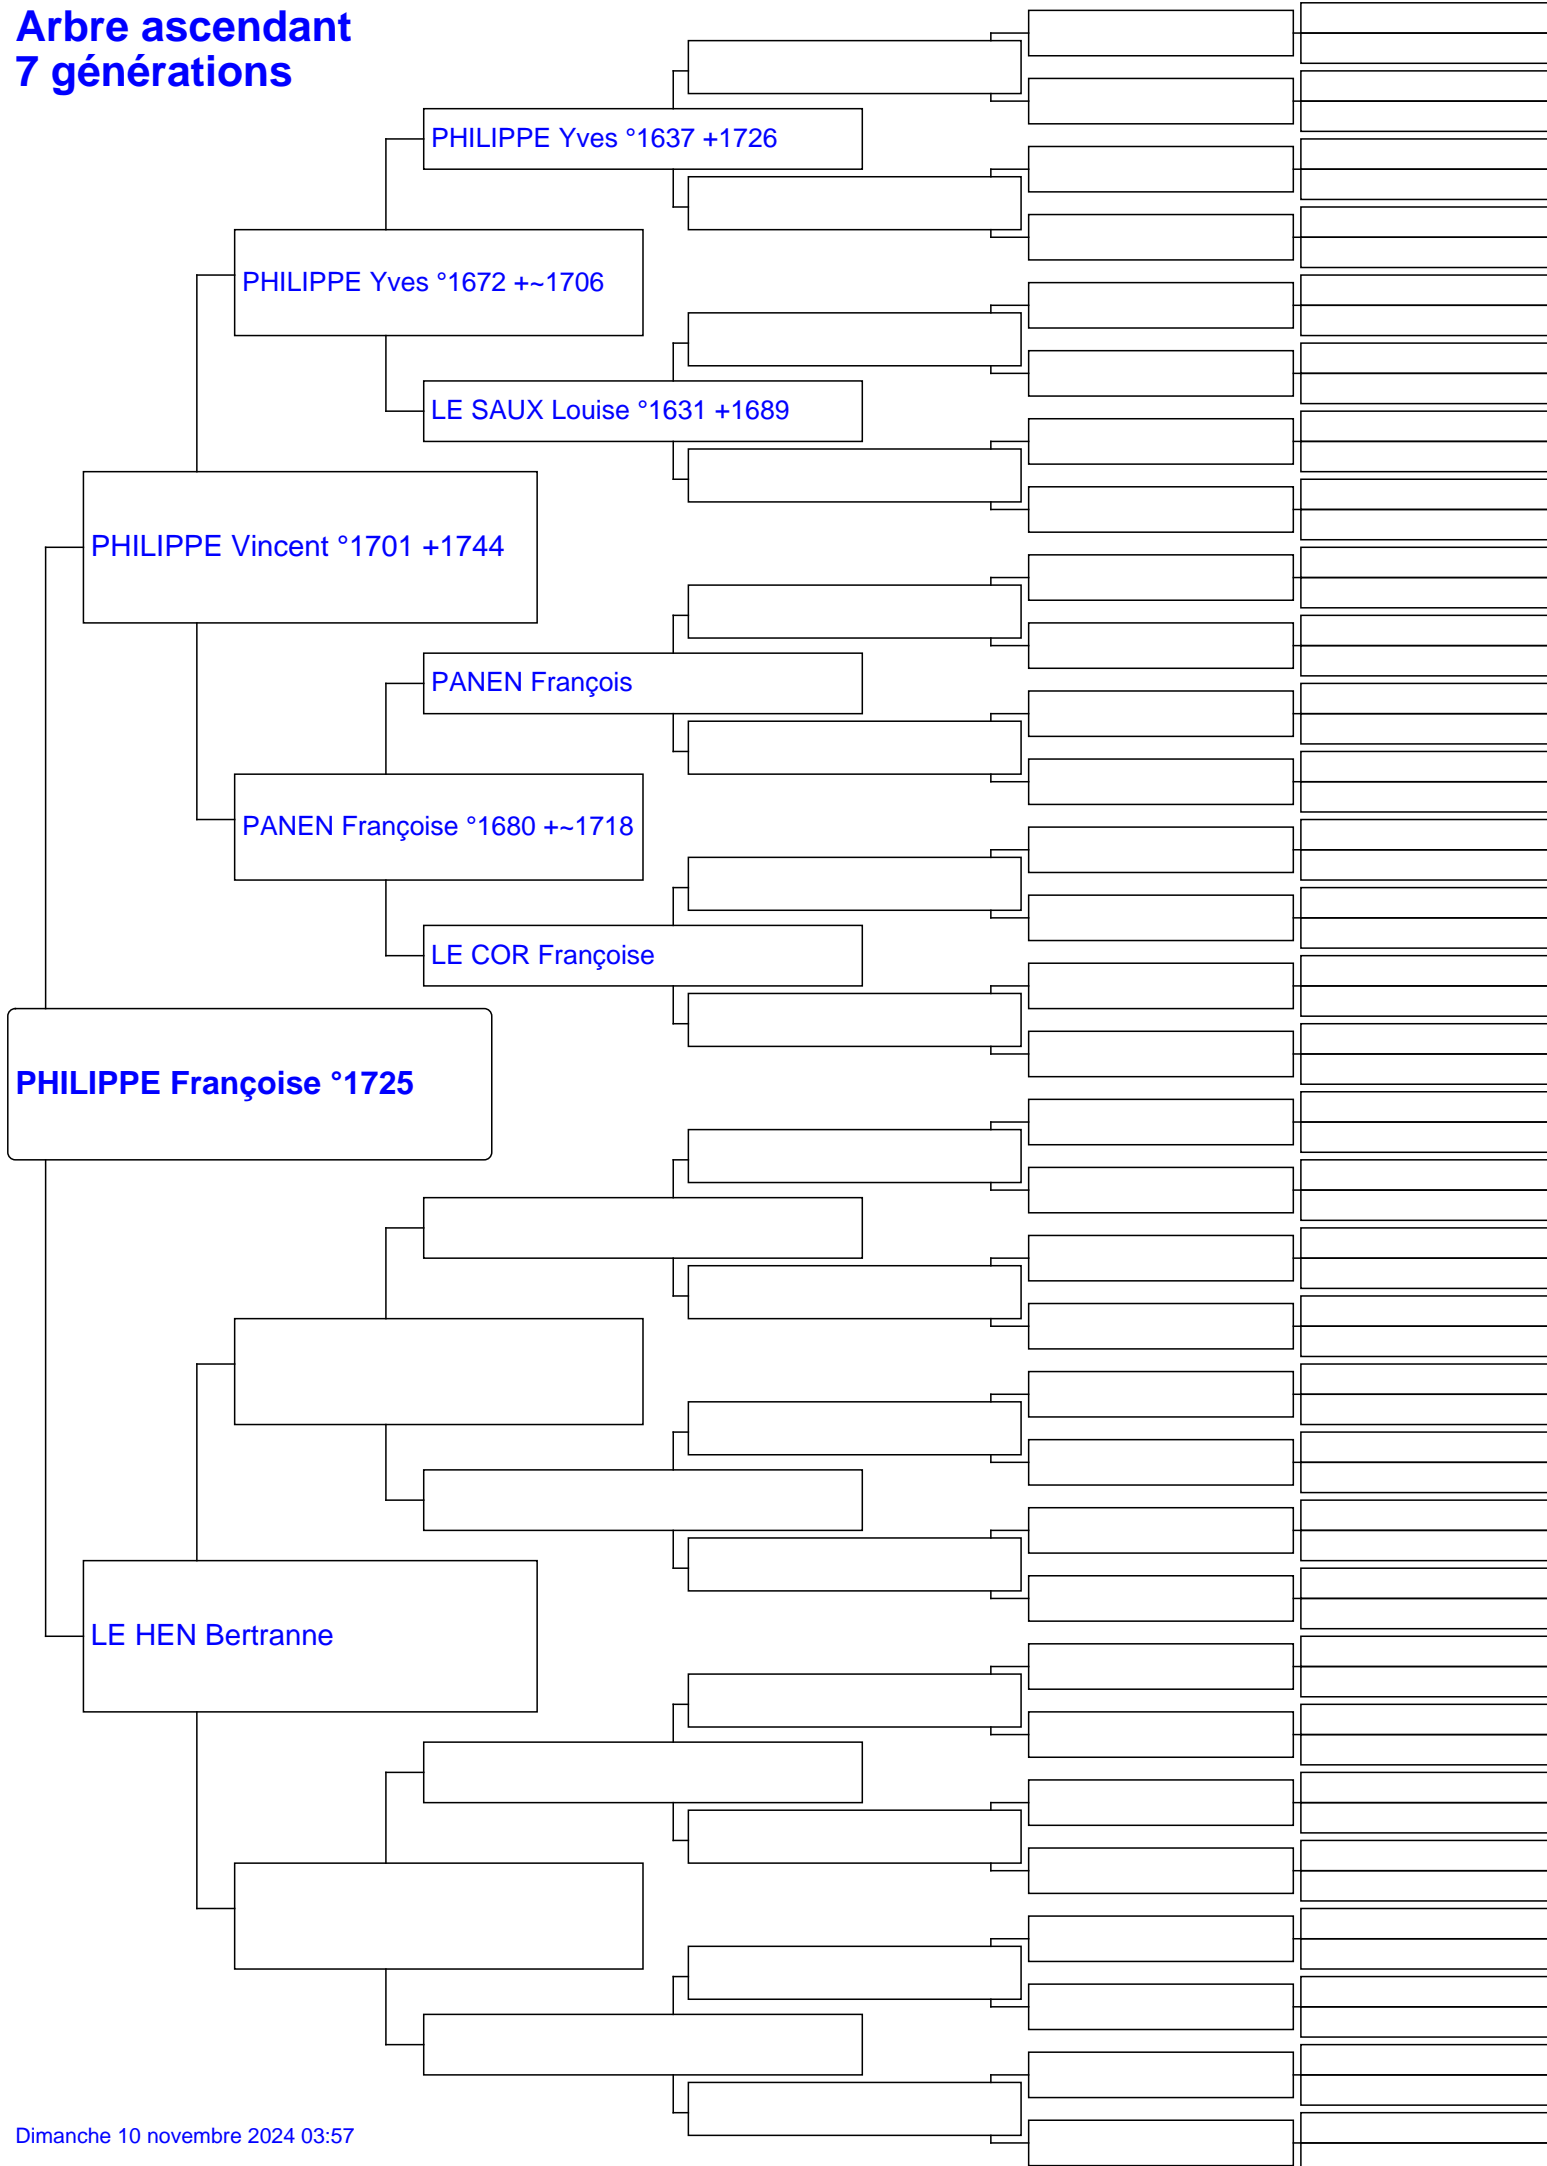 Arbre ascendant
7 générations
PHILIPPE Yves °1637 +1726
PHILIPPE Yves °1672 +~1706
LE SAUX Louise °1631 +1689
PHILIPPE Vincent °1701 +1744
PANEN François
PANEN Françoise °1680 +~1718
LE COR Françoise
PHILIPPE Françoise °1725
LE HEN Bertranne
Dimanche 10 novembre 2024 03:57